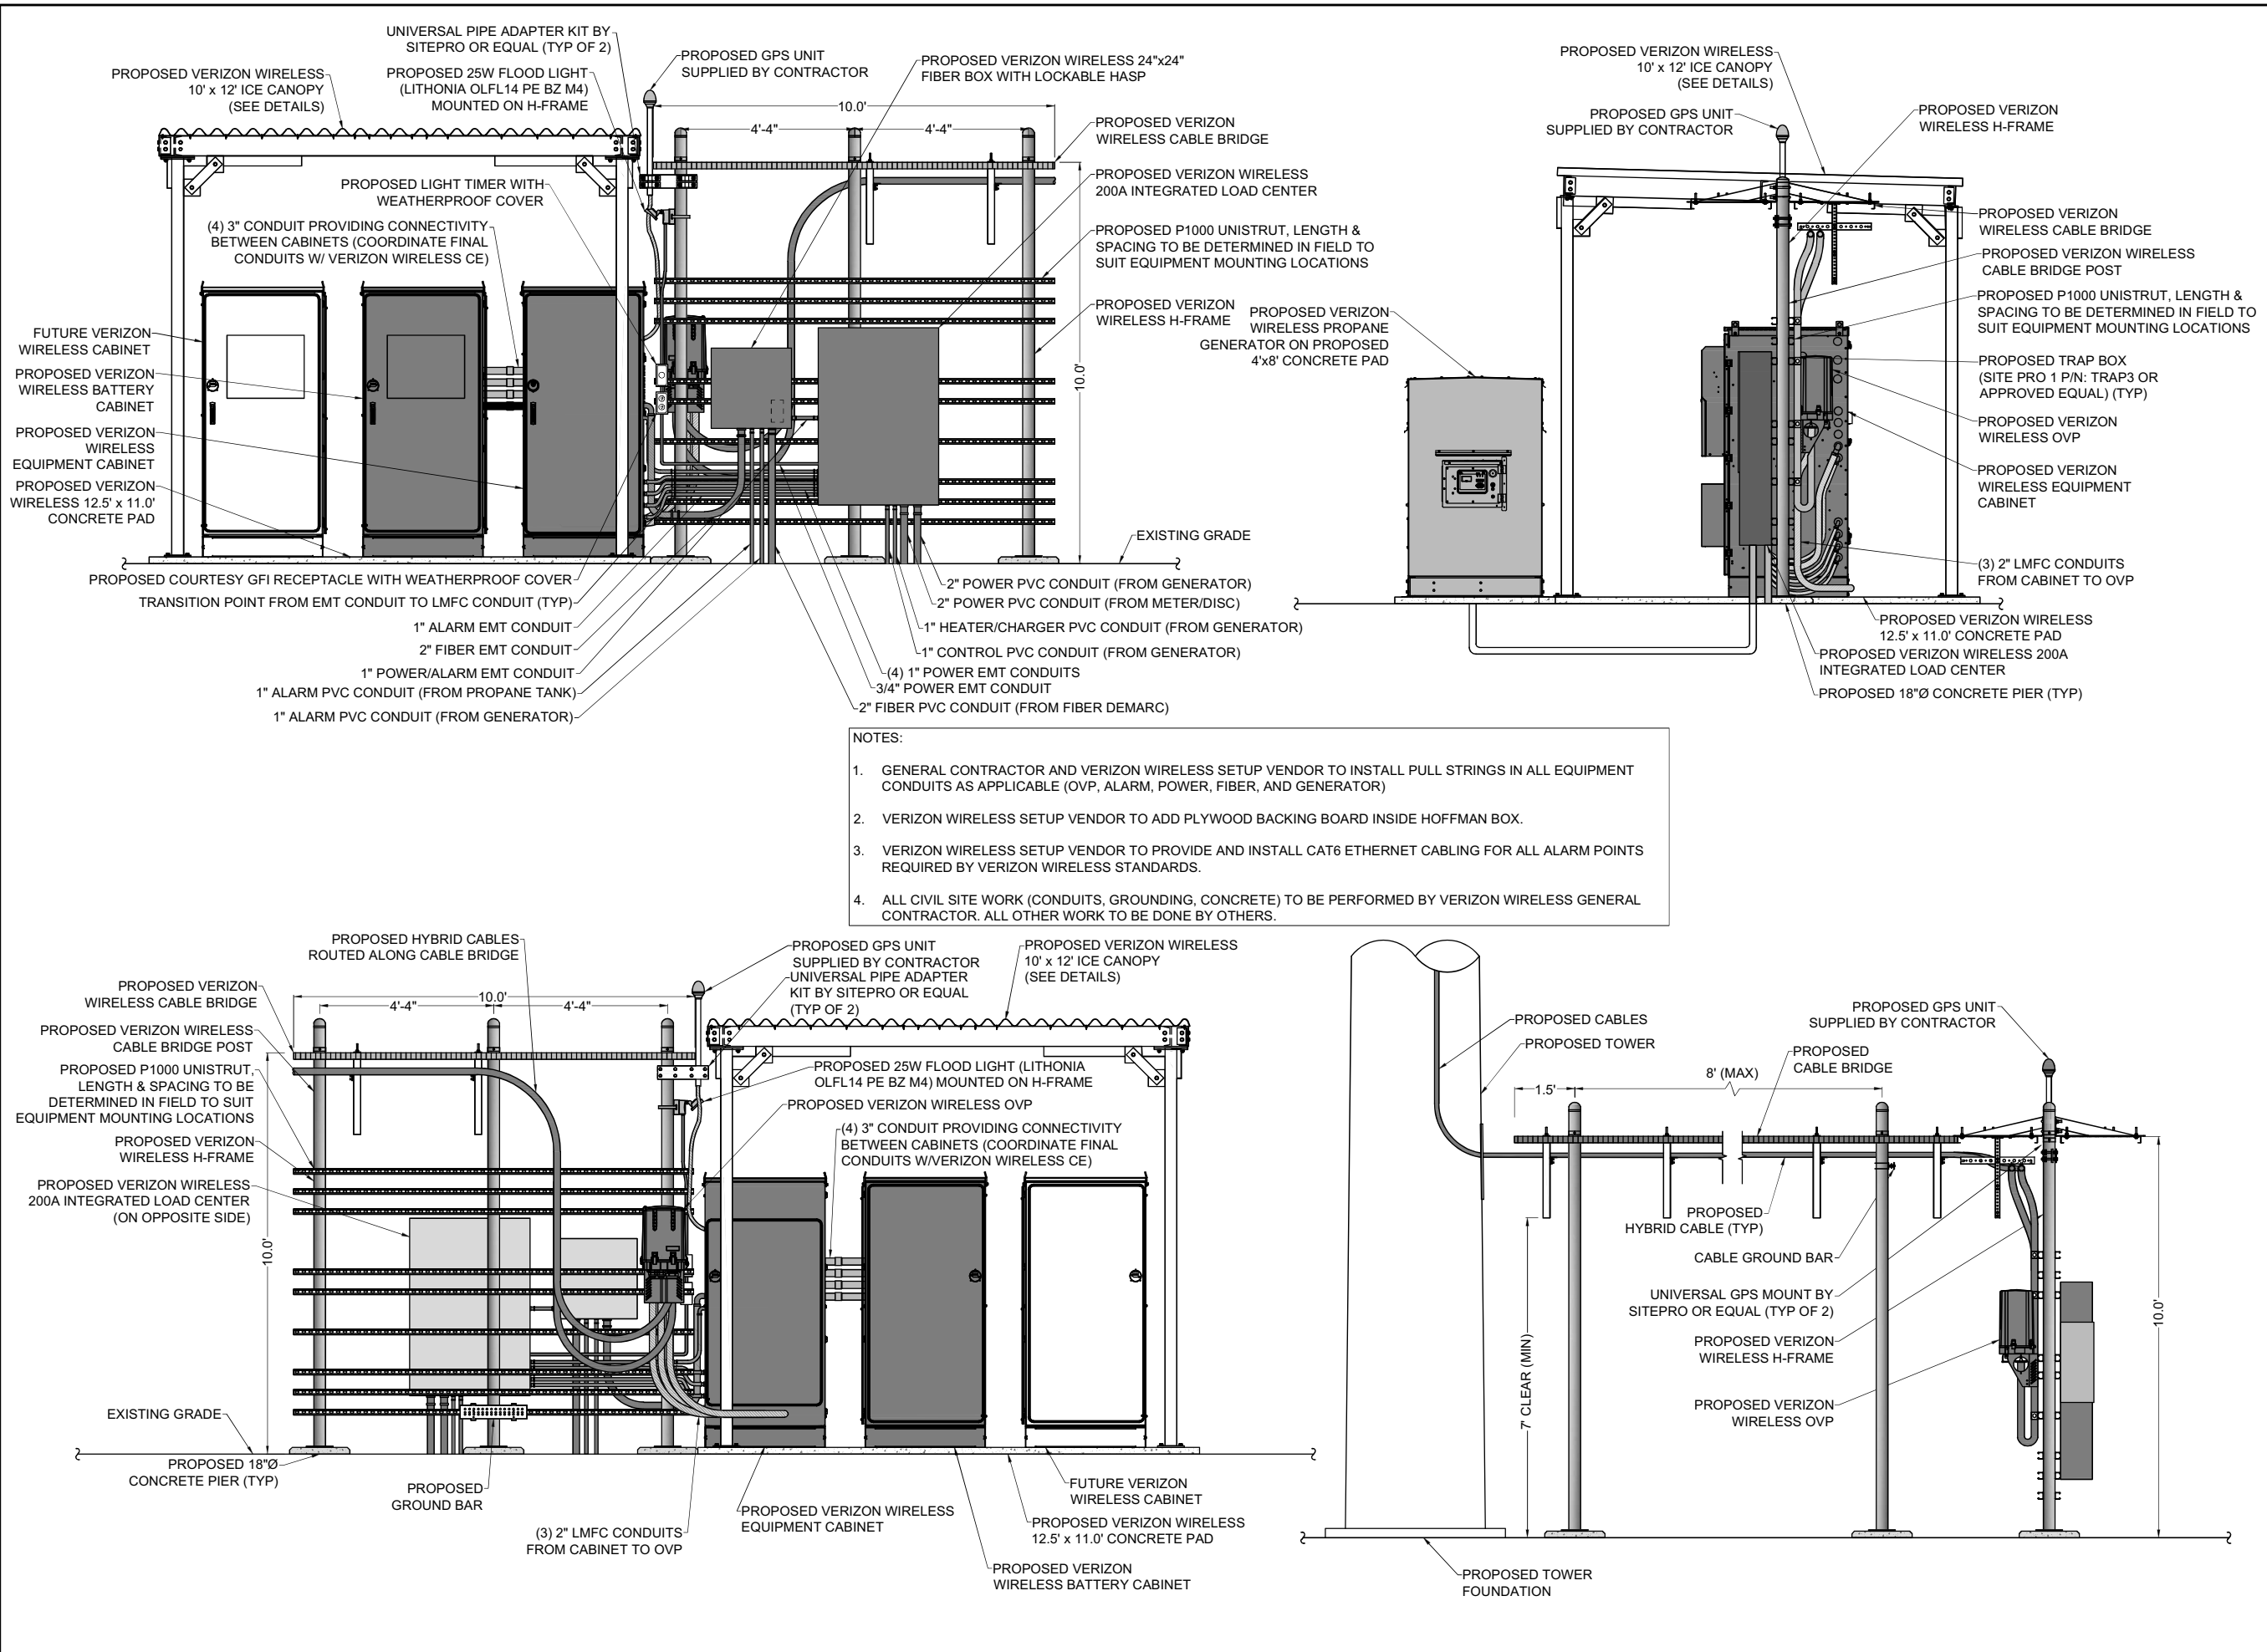 UNIVERSAL PIPE ADAPTER KIT BY
SITEPRO OR EQUAL (TYP OF 2)
PROPOSED VERIZON WIRELESS
10' x 12' ICE CANOPY
(SEE DETAILS)
PROPOSED 25W FLOOD LIGHT
(LITHONIA OLFL14 PE BZ M4)
MOUNTED ON H-FRAME
PROPOSED GPS UNIT
SUPPLIED BY CONTRACTOR
PROPOSED VERIZON WIRELESS 24"x24"
FIBER BOX WITH LOCKABLE HASP
10.0'
4'-4"
4'-4"
PROPOSED VERIZON
WIRELESS CABLE BRIDGE
PROPOSED LIGHT TIMER WITH
WEATHERPROOF COVER
PROPOSED VERIZON WIRELESS
200A INTEGRATED LOAD CENTER
(4) 3" CONDUIT PROVIDING CONNECTIVITY
BETWEEN CABINETS (COORDINATE FINAL
CONDUITS W/ VERIZON WIRELESS CE)
PROPOSED P1000 UNISTRUT, LENGTH &
SPACING TO BE DETERMINED IN FIELD TO
SUIT EQUIPMENT MOUNTING LOCATIONS
PROPOSED VERIZON
WIRELESS H-FRAME
10.0'
FUTURE VERIZON
WIRELESS CABINET
PROPOSED VERIZON
WIRELESS BATTERY
CABINET
PROPOSED VERIZON
WIRELESS
EQUIPMENT CABINET
PROPOSED VERIZON
WIRELESS 12.5' x 11.0'
CONCRETE PAD
EXISTING GRADE
PROPOSED COURTESY GFI RECEPTACLE WITH WEATHERPROOF COVER
TRANSITION POINT FROM EMT CONDUIT TO LMFC CONDUIT (TYP)
1" ALARM EMT CONDUIT
2" FIBER EMT CONDUIT
1" POWER/ALARM EMT CONDUIT
1" ALARM PVC CONDUIT (FROM PROPANE TANK)
1" ALARM PVC CONDUIT (FROM GENERATOR)
2" POWER PVC CONDUIT (FROM GENERATOR)
2" POWER PVC CONDUIT (FROM METER/DISC)
1" HEATER/CHARGER PVC CONDUIT (FROM GENERATOR)
1" CONTROL PVC CONDUIT (FROM GENERATOR)
(4) 1" POWER EMT CONDUITS
3/4" POWER EMT CONDUIT
2" FIBER PVC CONDUIT (FROM FIBER DEMARC)
PROPOSED VERIZON WIRELESS
10' x 12' ICE CANOPY
(SEE DETAILS)
PROPOSED GPS UNIT
SUPPLIED BY CONTRACTOR
PROPOSED VERIZON
WIRELESS H-FRAME
PROPOSED VERIZON
WIRELESS CABLE BRIDGE
PROPOSED VERIZON WIRELESS
CABLE BRIDGE POST
PROPOSED P1000 UNISTRUT, LENGTH &
SPACING TO BE DETERMINED IN FIELD TO
SUIT EQUIPMENT MOUNTING LOCATIONS
PROPOSED VERIZON
WIRELESS PROPANE
GENERATOR ON PROPOSED
4'x8' CONCRETE PAD
PROPOSED TRAP BOX
(SITE PRO 1 P/N: TRAP3 OR
APPROVED EQUAL) (TYP)
PROPOSED VERIZON
WIRELESS OVP
PROPOSED VERIZON
WIRELESS EQUIPMENT
CABINET
(3) 2" LMFC CONDUITS
FROM CABINET TO OVP
PROPOSED VERIZON WIRELESS
12.5' x 11.0' CONCRETE PAD
PROPOSED VERIZON WIRELESS 200A
INTEGRATED LOAD CENTER
PROPOSED 18"Ø CONCRETE PIER (TYP)
NOTES:
1. GENERAL CONTRACTOR AND VERIZON WIRELESS SETUP VENDOR TO INSTALL PULL STRINGS IN ALL EQUIPMENT
CONDUITS AS APPLICABLE (OVP, ALARM, POWER, FIBER, AND GENERATOR)
2. VERIZON WIRELESS SETUP VENDOR TO ADD PLYWOOD BACKING BOARD INSIDE HOFFMAN BOX.
3. VERIZON WIRELESS SETUP VENDOR TO PROVIDE AND INSTALL CAT6 ETHERNET CABLING FOR ALL ALARM POINTS
REQUIRED BY VERIZON WIRELESS STANDARDS.
4. ALL CIVIL SITE WORK (CONDUITS, GROUNDING, CONCRETE) TO BE PERFORMED BY VERIZON WIRELESS GENERAL
CONTRACTOR. ALL OTHER WORK TO BE DONE BY OTHERS.
PROPOSED HYBRID CABLES
ROUTED ALONG CABLE BRIDGE
PROPOSED VERIZON
WIRELESS CABLE BRIDGE
10.0'
4'-4"
4'-4"
PROPOSED GPS UNIT
SUPPLIED BY CONTRACTOR
UNIVERSAL PIPE ADAPTER
KIT BY SITEPRO OR EQUAL
(TYP OF 2)
PROPOSED VERIZON WIRELESS
10' x 12' ICE CANOPY
(SEE DETAILS)
PROPOSED VERIZON WIRELESS
CABLE BRIDGE POST
PROPOSED P1000 UNISTRUT,
LENGTH & SPACING TO BE
DETERMINED IN FIELD TO SUIT
EQUIPMENT MOUNTING LOCATIONS
PROPOSED VERIZON
WIRELESS H-FRAME
PROPOSED VERIZON WIRELESS
200A INTEGRATED LOAD CENTER
(ON OPPOSITE SIDE)
10.0'
PROPOSED 25W FLOOD LIGHT (LITHONIA
OLFL14 PE BZ M4) MOUNTED ON H-FRAME
PROPOSED VERIZON WIRELESS OVP
(4) 3" CONDUIT PROVIDING CONNECTIVITY
BETWEEN CABINETS (COORDINATE FINAL
CONDUITS W/VERIZON WIRELESS CE)
EXISTING GRADE
PROPOSED 18"Ø
CONCRETE PIER (TYP)
PROPOSED
GROUND BAR
(3) 2" LMFC CONDUITS
FROM CABINET TO OVP
PROPOSED VERIZON WIRELESS
EQUIPMENT CABINET
FUTURE VERIZON
WIRELESS CABINET
PROPOSED VERIZON WIRELESS
12.5' x 11.0' CONCRETE PAD
PROPOSED VERIZON
WIRELESS BATTERY CABINET
PROPOSED CABLES
PROPOSED TOWER
1.5'
8' (MAX)
PROPOSED
CABLE BRIDGE
PROPOSED GPS UNIT
SUPPLIED BY CONTRACTOR
PROPOSED
HYBRID CABLE (TYP)
CABLE GROUND BAR
UNIVERSAL GPS MOUNT BY
SITEPRO OR EQUAL (TYP OF 2)
PROPOSED VERIZON
WIRELESS H-FRAME
PROPOSED VERIZON
WIRELESS OVP
7' CLEAR (MIN)
10.0'
PROPOSED TOWER
FOUNDATION